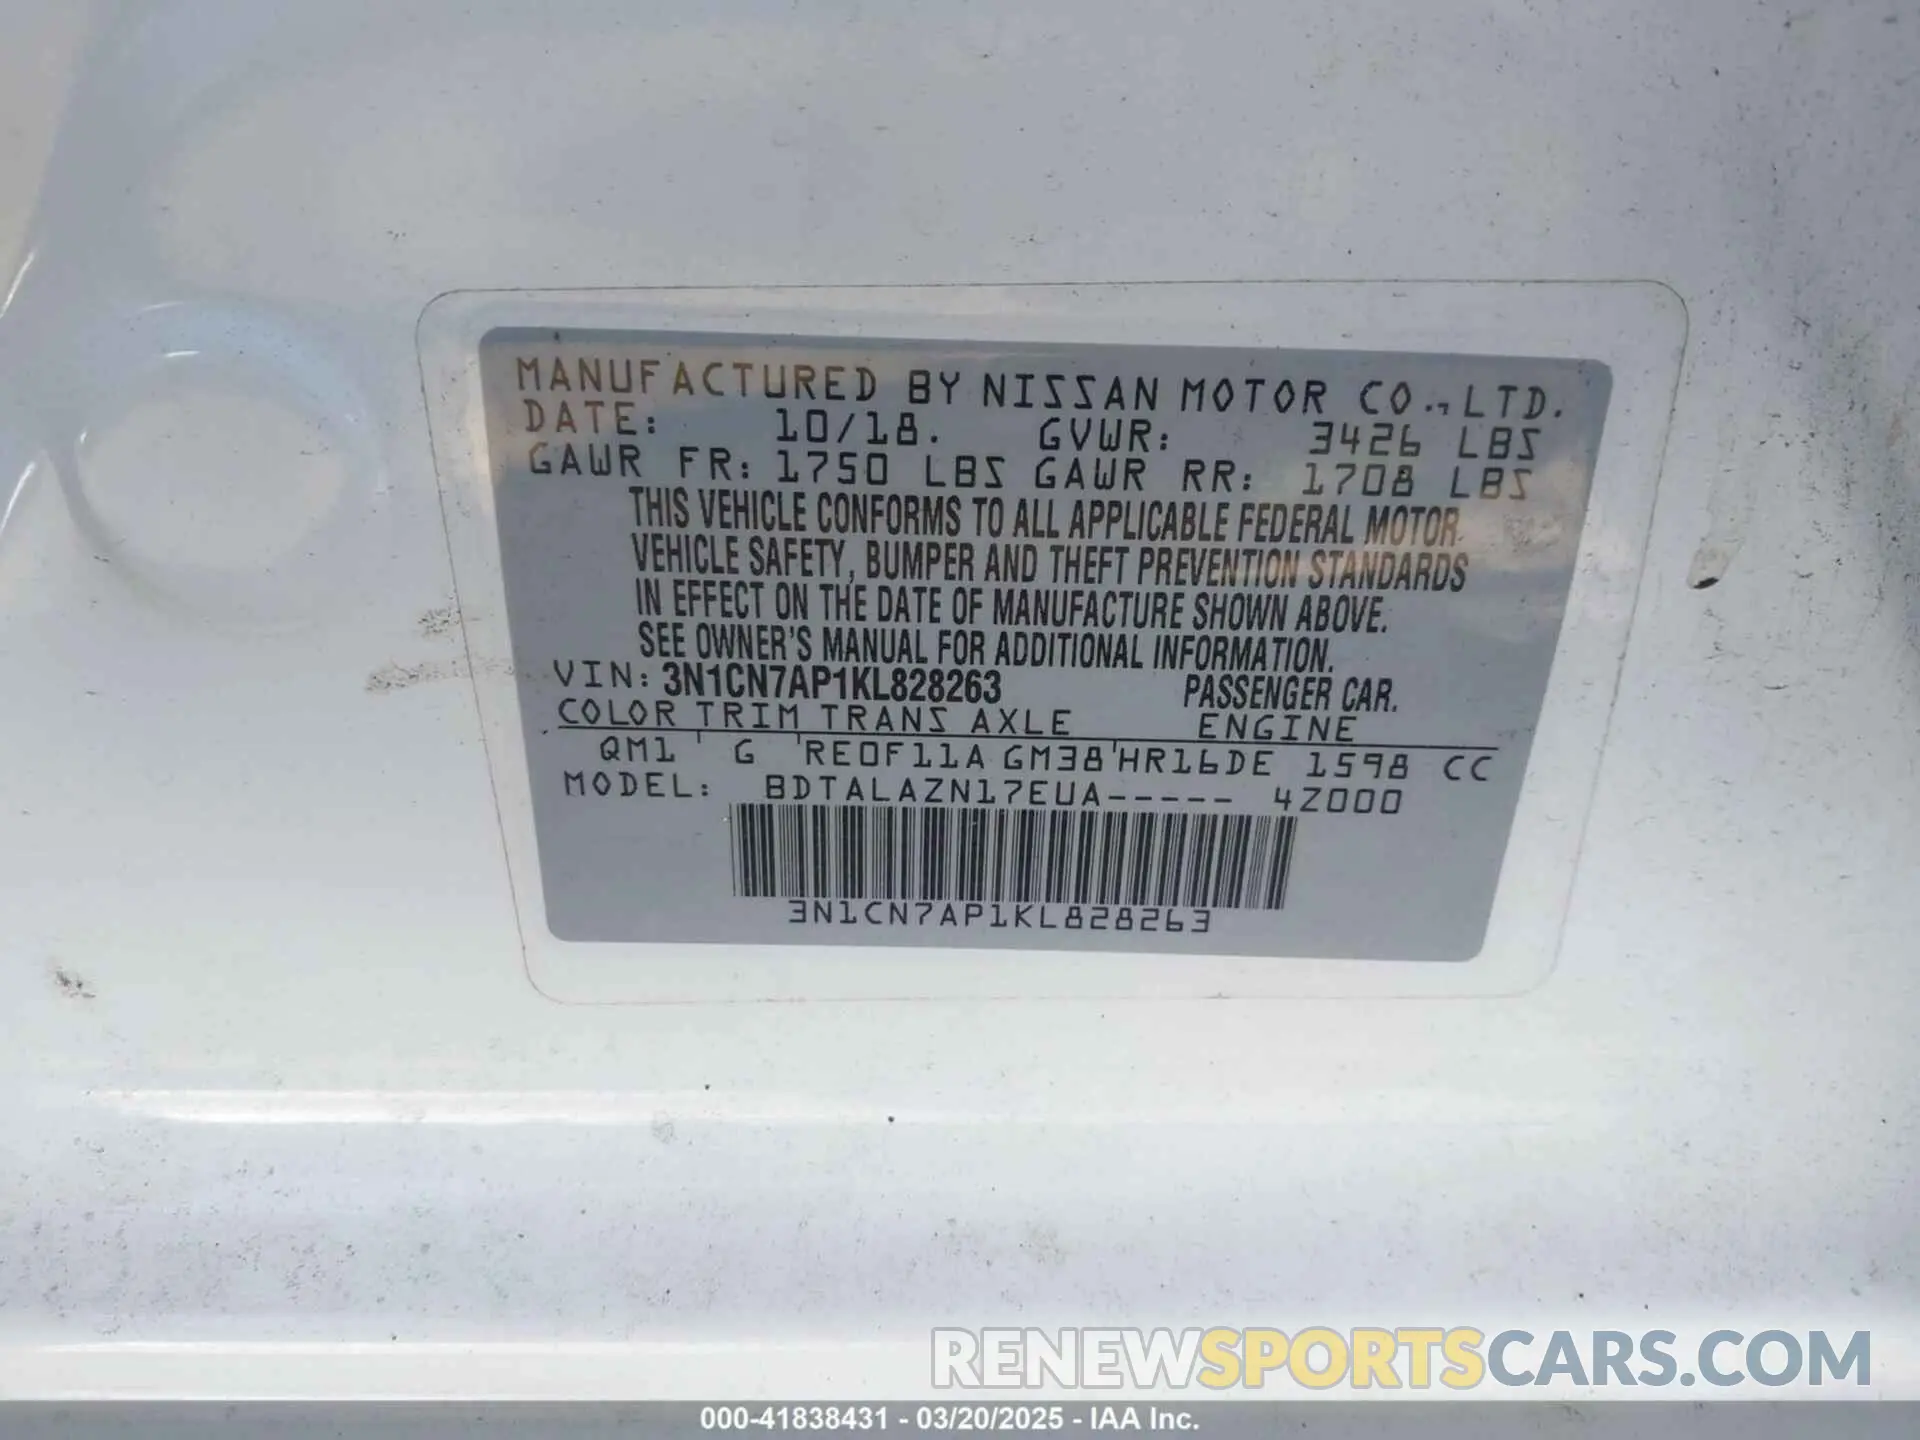 MANUFACTURED BY NISSAN MOTOR CO., LTD.
DATE: 10/18. GVWR: 3426 LBS
GAWR FR: 1750 LBS GAWR RR: 1708 LBS
THIS VEHICLE CONFORMS TO ALL APPLICABLE FEDERAL MOTOR
VEHICLE SAFETY, BUMPER AND THEFT PREVENTION STANDARDS
IN EFFECT ON THE DATE OF MANUFACTURE SHOWN ABOVE.
SEE OWNER'S MANUAL FOR ADDITIONAL INFORMATION.
VIN: 3N1CN7AP1KL828263 PASSENGER CAR.
COLOR TRIM TRANS AXLE ENGINE
QM1 G RE0F11A GM38 HR16DE 1598 CC
MODEL: BDTALAZN17EUA----- 4Z000
3N1CN7AP1KL828263
RENEWSPORTSCARS.COM
000-41838431 - 03/20/2025 - IAA Inc.